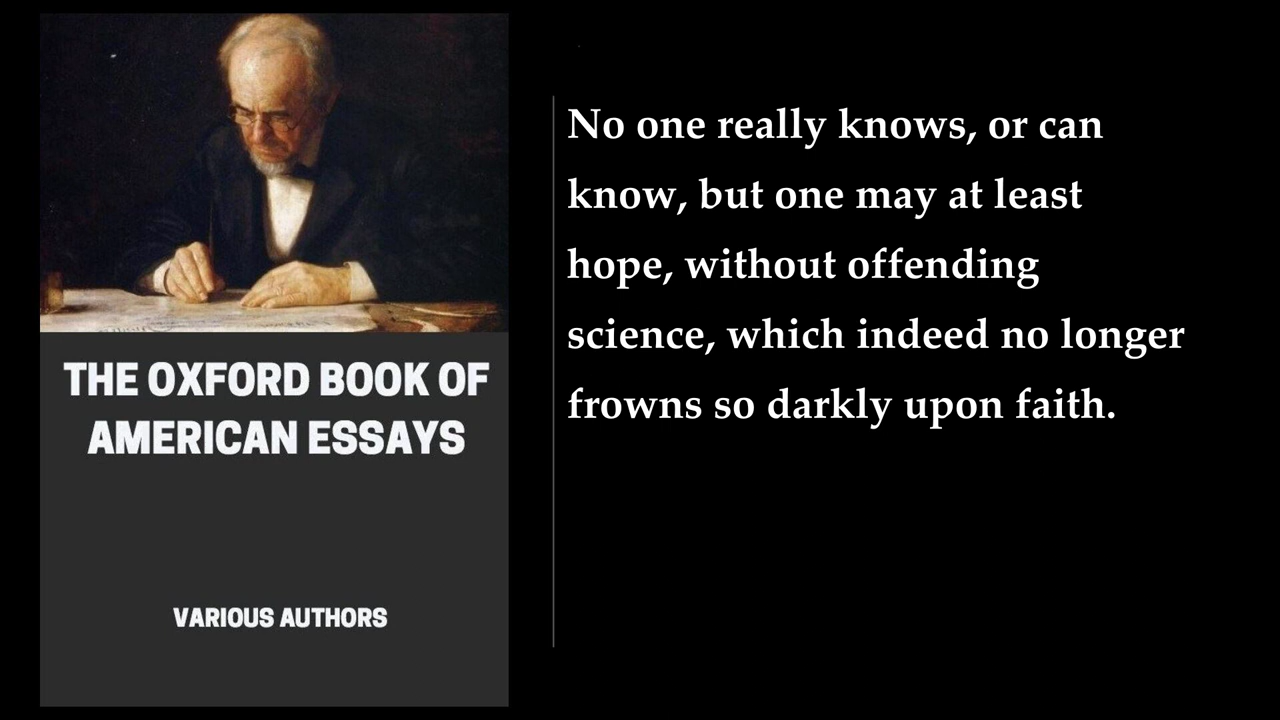 THE OXFORD BOOK OF
AMERICAN ESSAYS
VARIOUS AUTHORS
No one really knows, or can
know, but one may at least
hope, without offending
science, which indeed no longer
frowns so darkly upon faith.